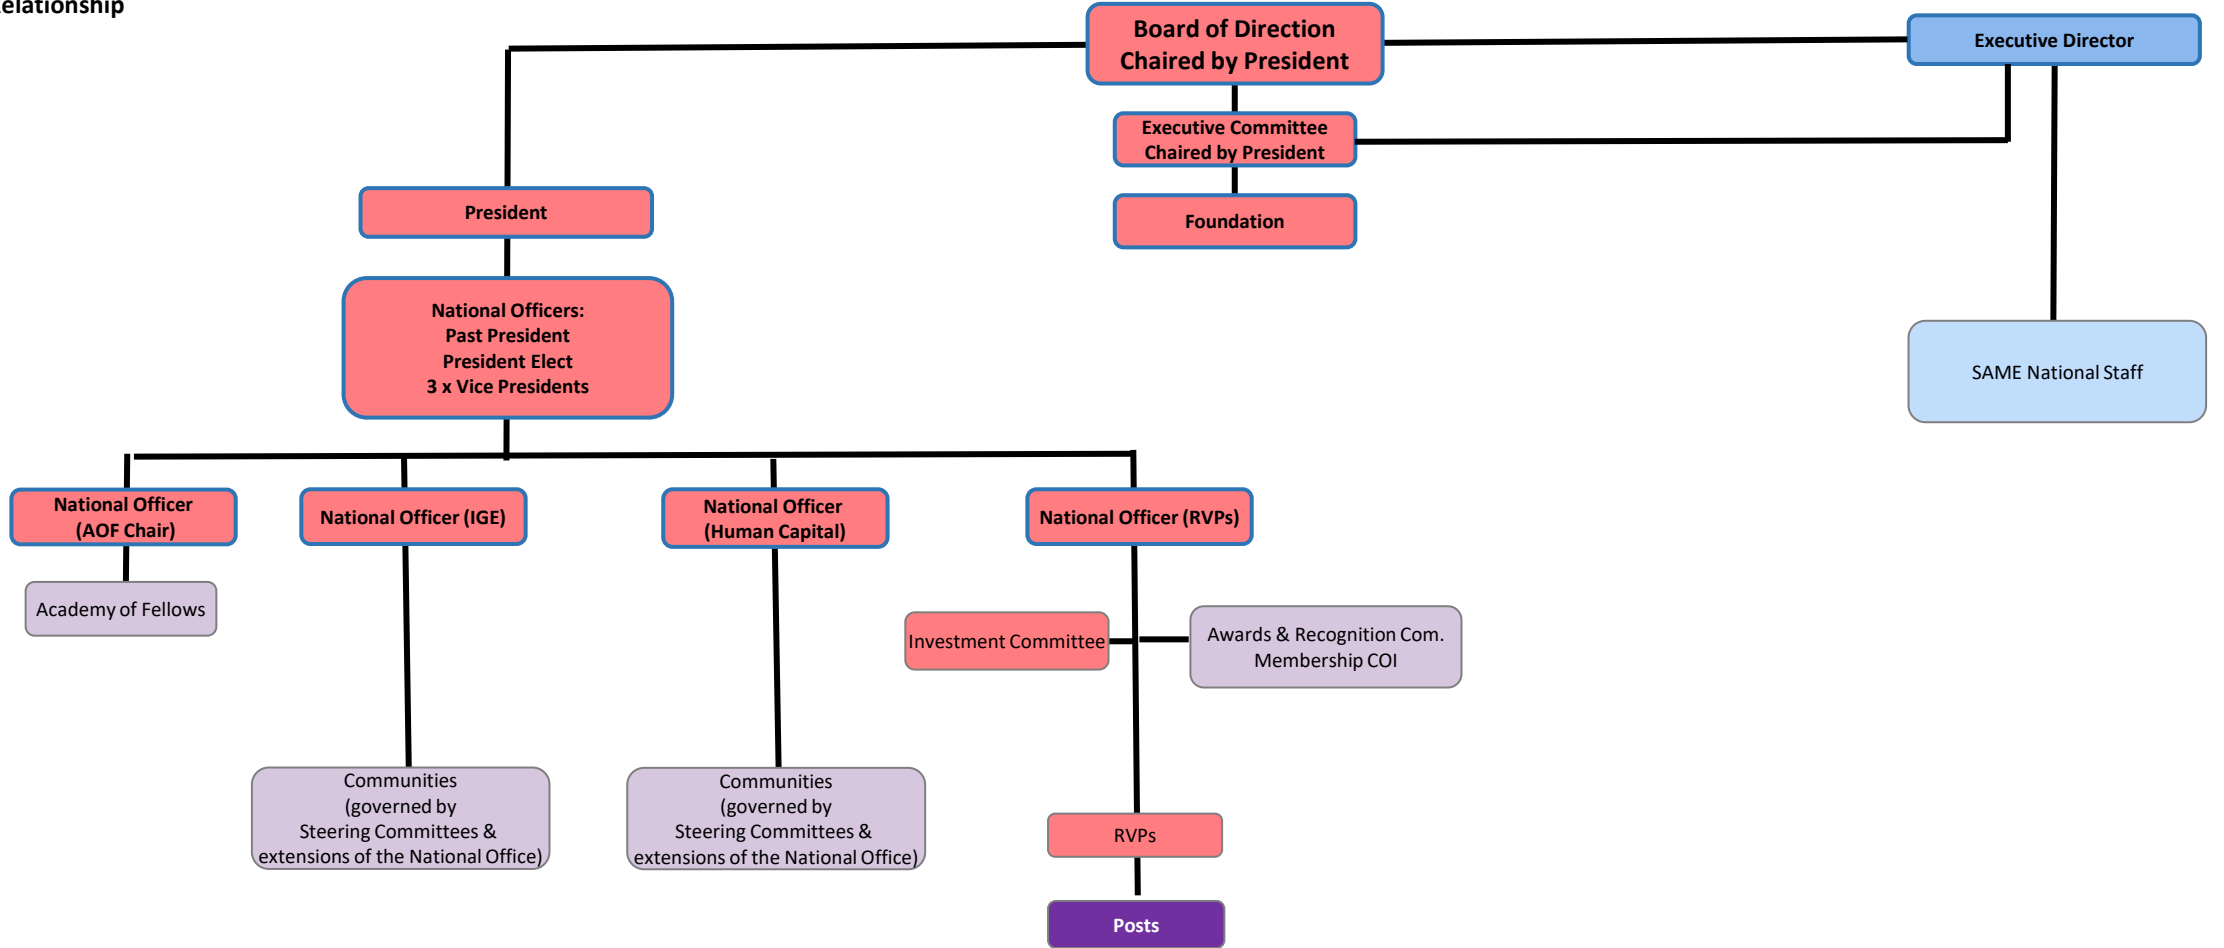 Relationship
Board of Direction
Chaired by President
Executive Director
Executive Committee
Chaired by President
President
Foundation
National Officers:
Past President
President Elect
3 x Vice Presidents
SAME National Staff
National Officer
(AOF Chair)
National Officer (IGE)
National Officer
(Human Capital)
National Officer (RVPs)
Academy of Fellows
Investment Committee
Awards & Recognition Com.
Membership COI
Communities
(governed by
Steering Committees &
extensions of the National Office)
Communities
(governed by
Steering Committees &
extensions of the National Office)
RVPs
Posts